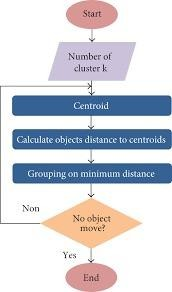 Start
Number of
cluster k
Centroid
Calculate objects distance to centroids
Grouping on minimum distance
Non
No object
move?
Yes
End